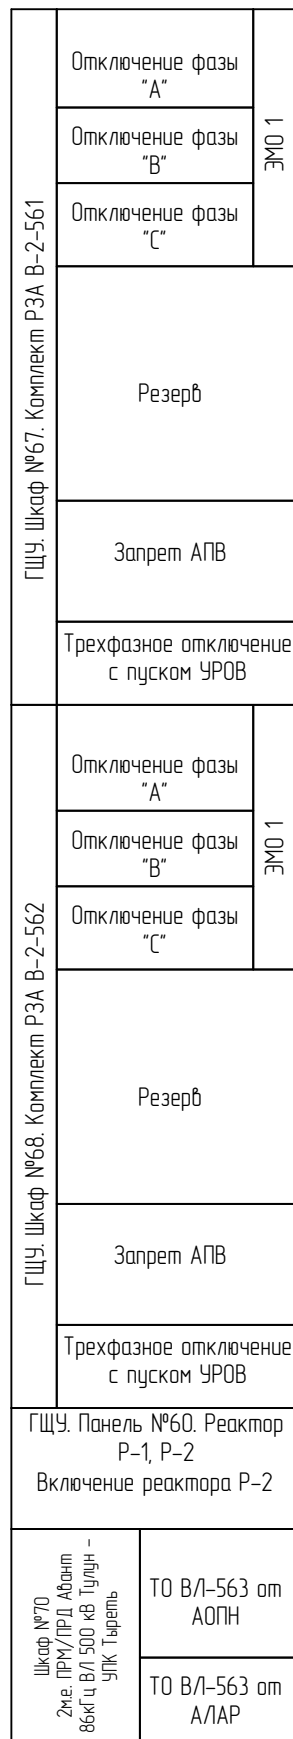 ГЩУ. Шкаф №67. Комплект РЗА В-2-561
Отключение фазы
"А"
Отключение фазы
"В"
Отключение фазы
"С"
ЭМО 1
Резерв
Запрет АПВ
Трехфазное отключение
с пуском УРОВ
ГЩУ. Шкаф №68. Комплект РЗА В-2-562
Отключение фазы
"А"
Отключение фазы
"В"
Отключение фазы
"С"
ЭМО 1
Резерв
Запрет АПВ
Трехфазное отключение
с пуском УРОВ
ГЩУ. Панель №60. Реактор
Р-1, Р-2
Включение реактора Р-2
Шкаф №70
2м.е. ПРМ/ПРД Авант
86кГц ВЛ 500 кВ Тулун -
УПК Тыреть
ТО ВЛ-563 от
АОПН
ТО ВЛ-563 от
АЛАР